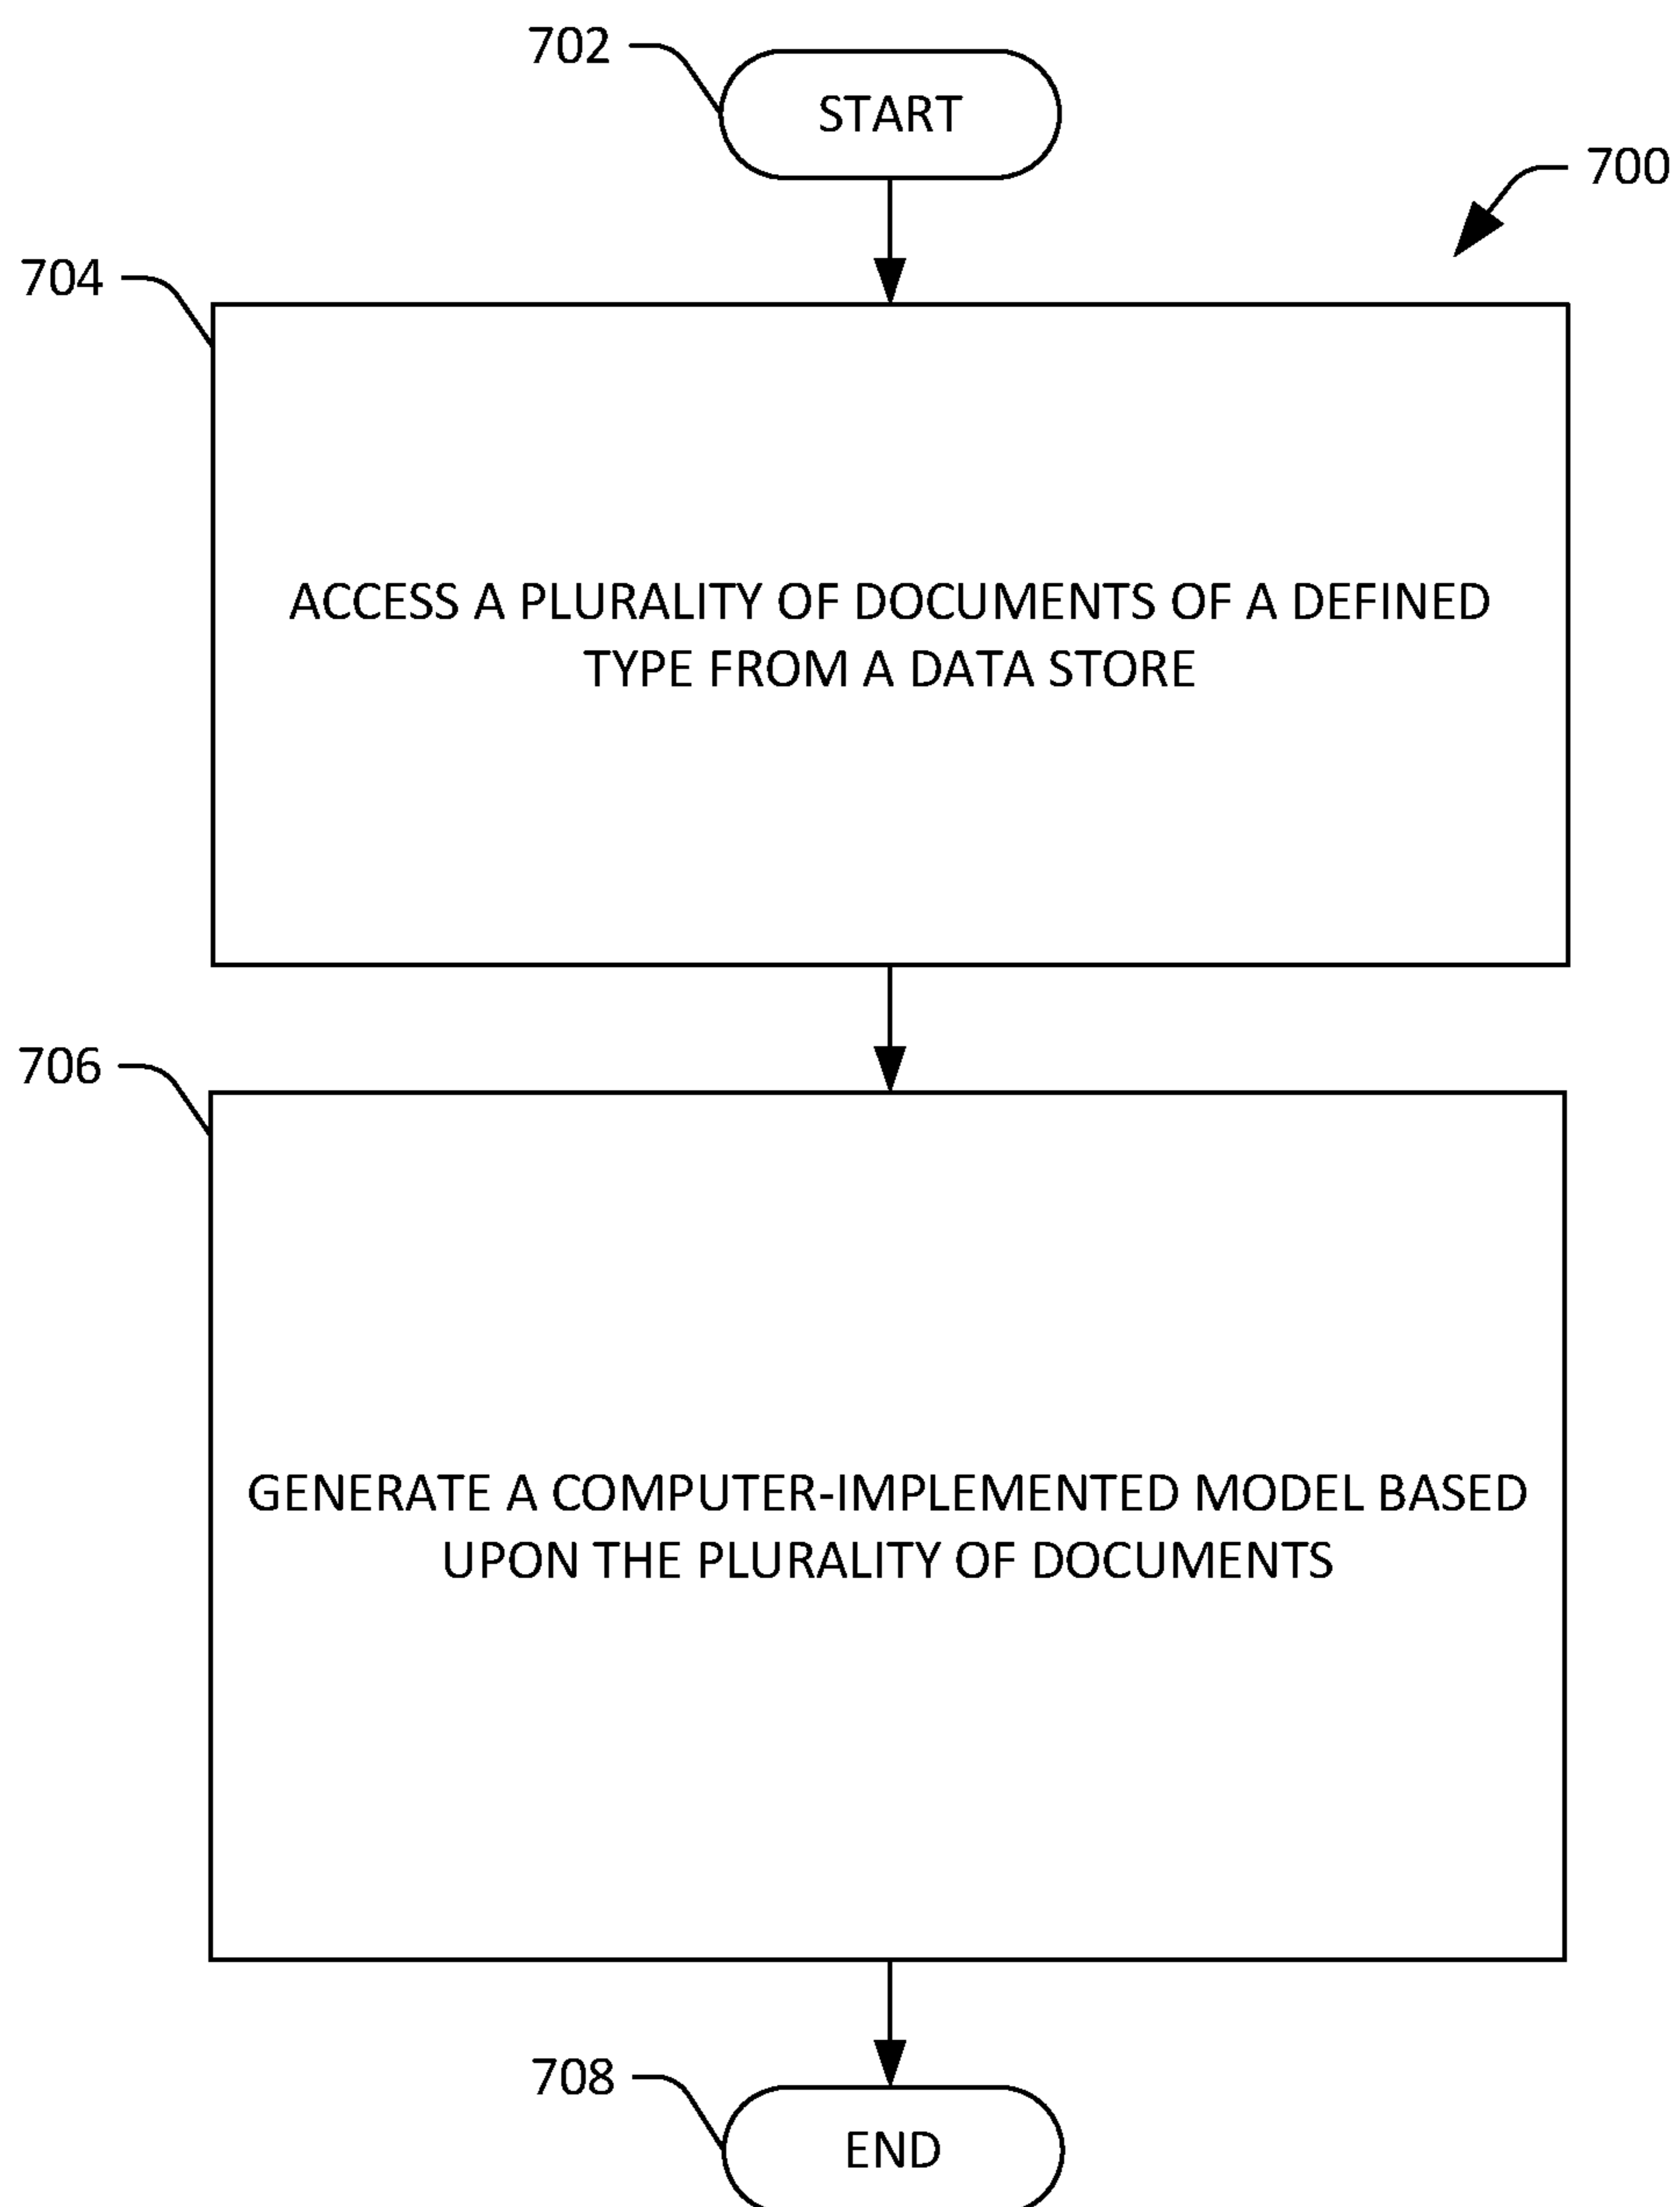 702
START
700
704
ACCESS A PLURALITY OF DOCUMENTS OF A DEFINED
TYPE FROM A DATA STORE
706
GENERATE A COMPUTER-IMPLEMENTED MODEL BASED
UPON THE PLURALITY OF DOCUMENTS
708
END